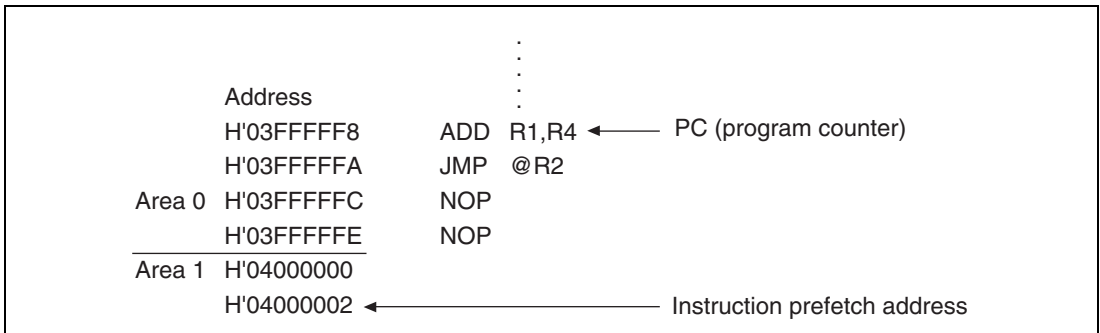 Address
H'03FFFFF8 ADD R1,R4 PC (program counter)
H'03FFFFFA JMP @R2
Area 0 H'03FFFFFC NOP
H'03FFFFFE NOP
Area 1 H'04000000
H'04000002 Instruction prefetch address